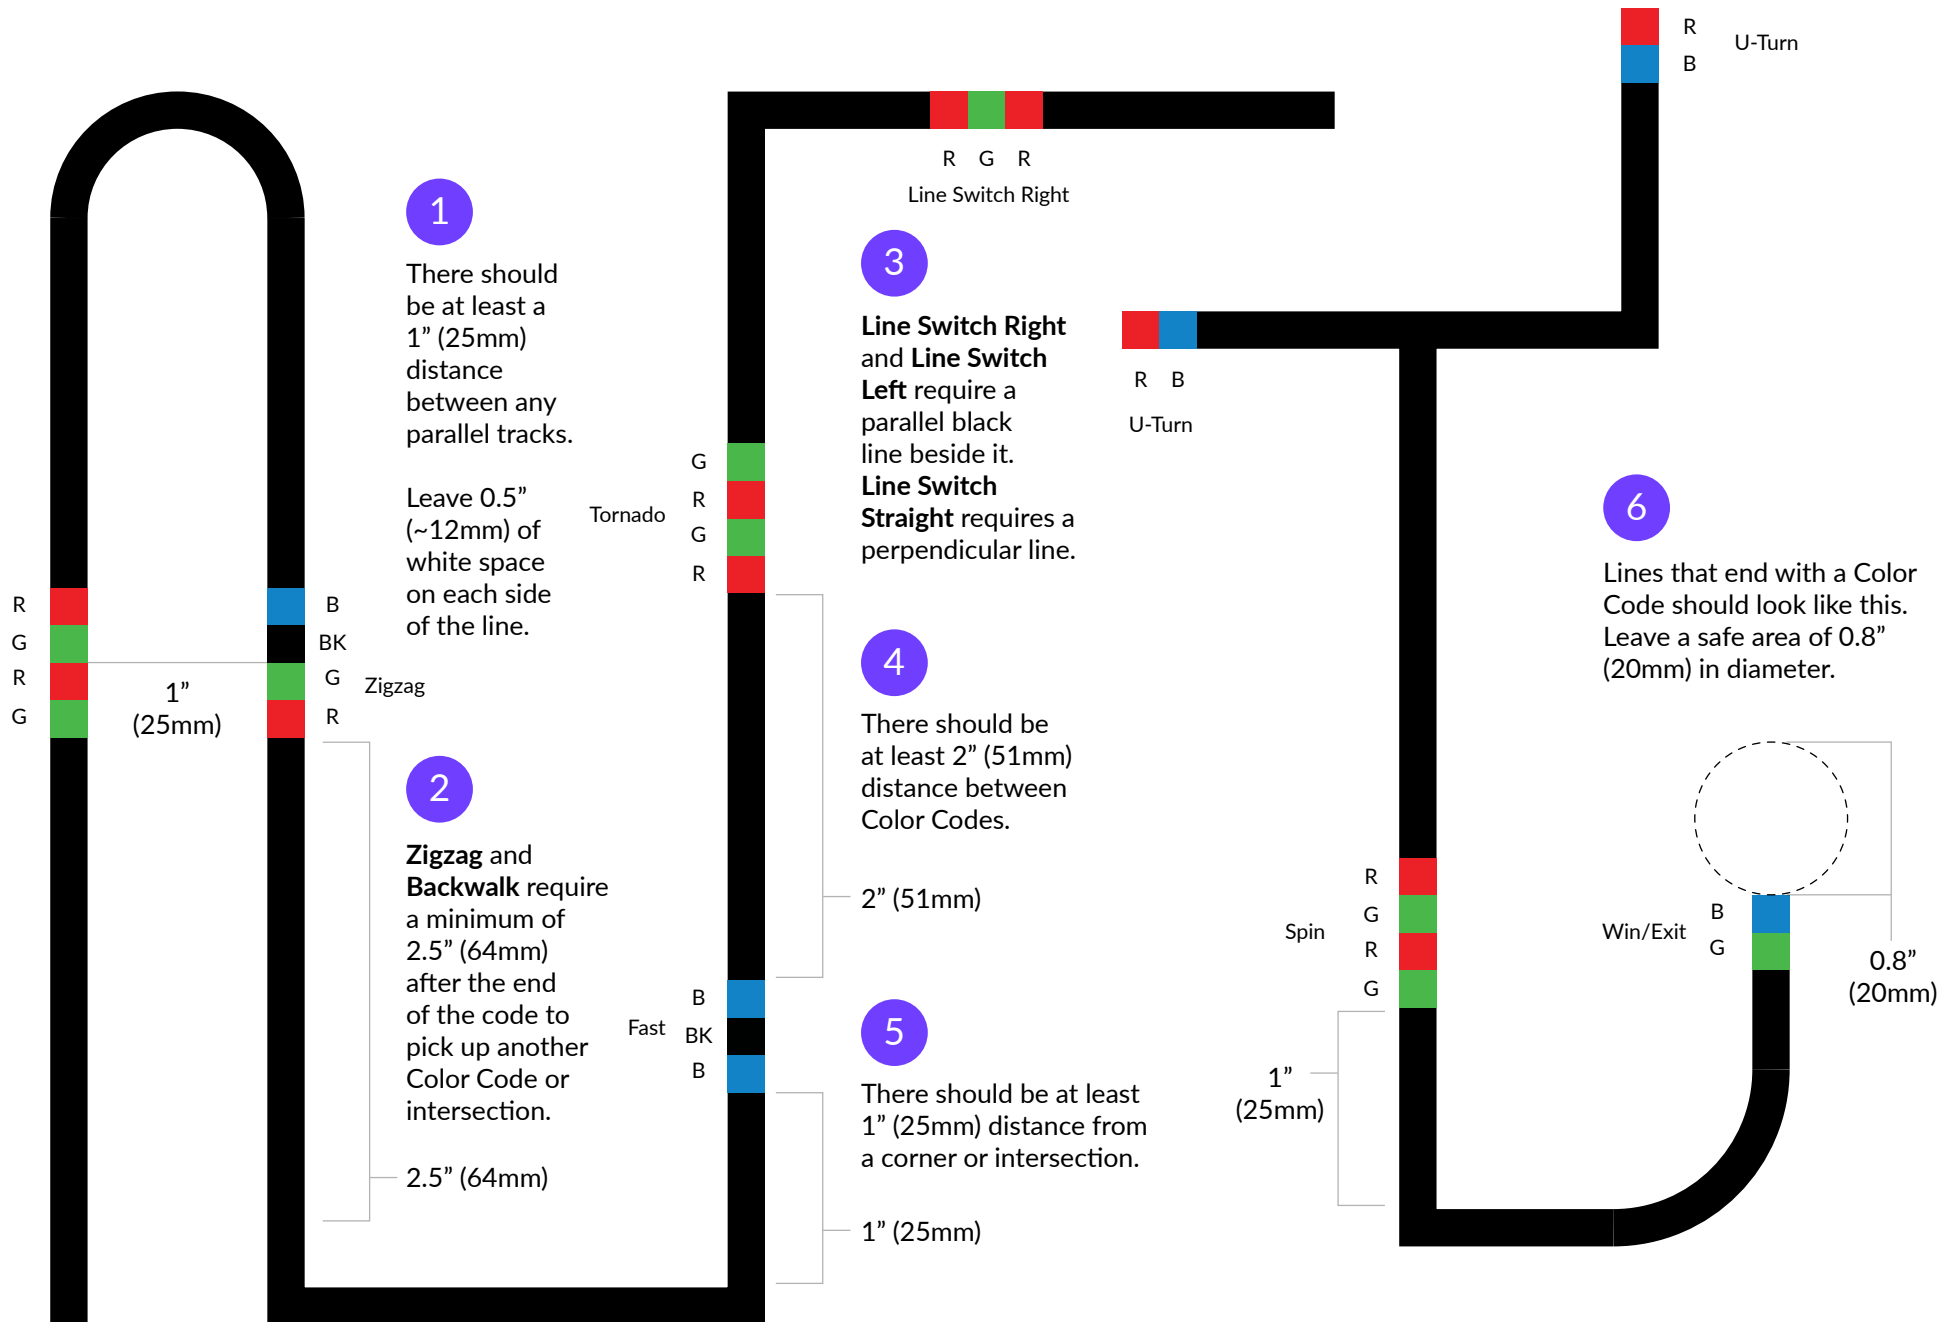 R
B
U-Turn
R G R
Line Switch Right
1
There should
be at least a
1” (25mm)
distance
between any
parallel tracks.
Leave 0.5”
(~12mm) of
white space
on each side
of the line.
R
G
R
G
1”
(25mm)
B
BK
G
R
Zigzag
2
Zigzag and
Backwalk require
a minimum of
2.5” (64mm)
after the end
of the code to
pick up another
Color Code or
intersection.
2.5” (64mm)
Tornado
G
R
G
R
Fast
B
BK
B
3
Line Switch Right
and Line Switch
Left require a
parallel black
line beside it.
Line Switch
Straight requires a
perpendicular line.
4
There should be
at least 2” (51mm)
distance between
Color Codes.
2” (51mm)
5
There should be at least
1” (25mm) distance from
a corner or intersection.
1” (25mm)
R B
U-Turn
Spin
R
G
R
G
1”
(25mm)
6
Lines that end with a Color
Code should look like this.
Leave a safe area of 0.8”
(20mm) in diameter.
Win/Exit
B
G
0.8”
(20mm)